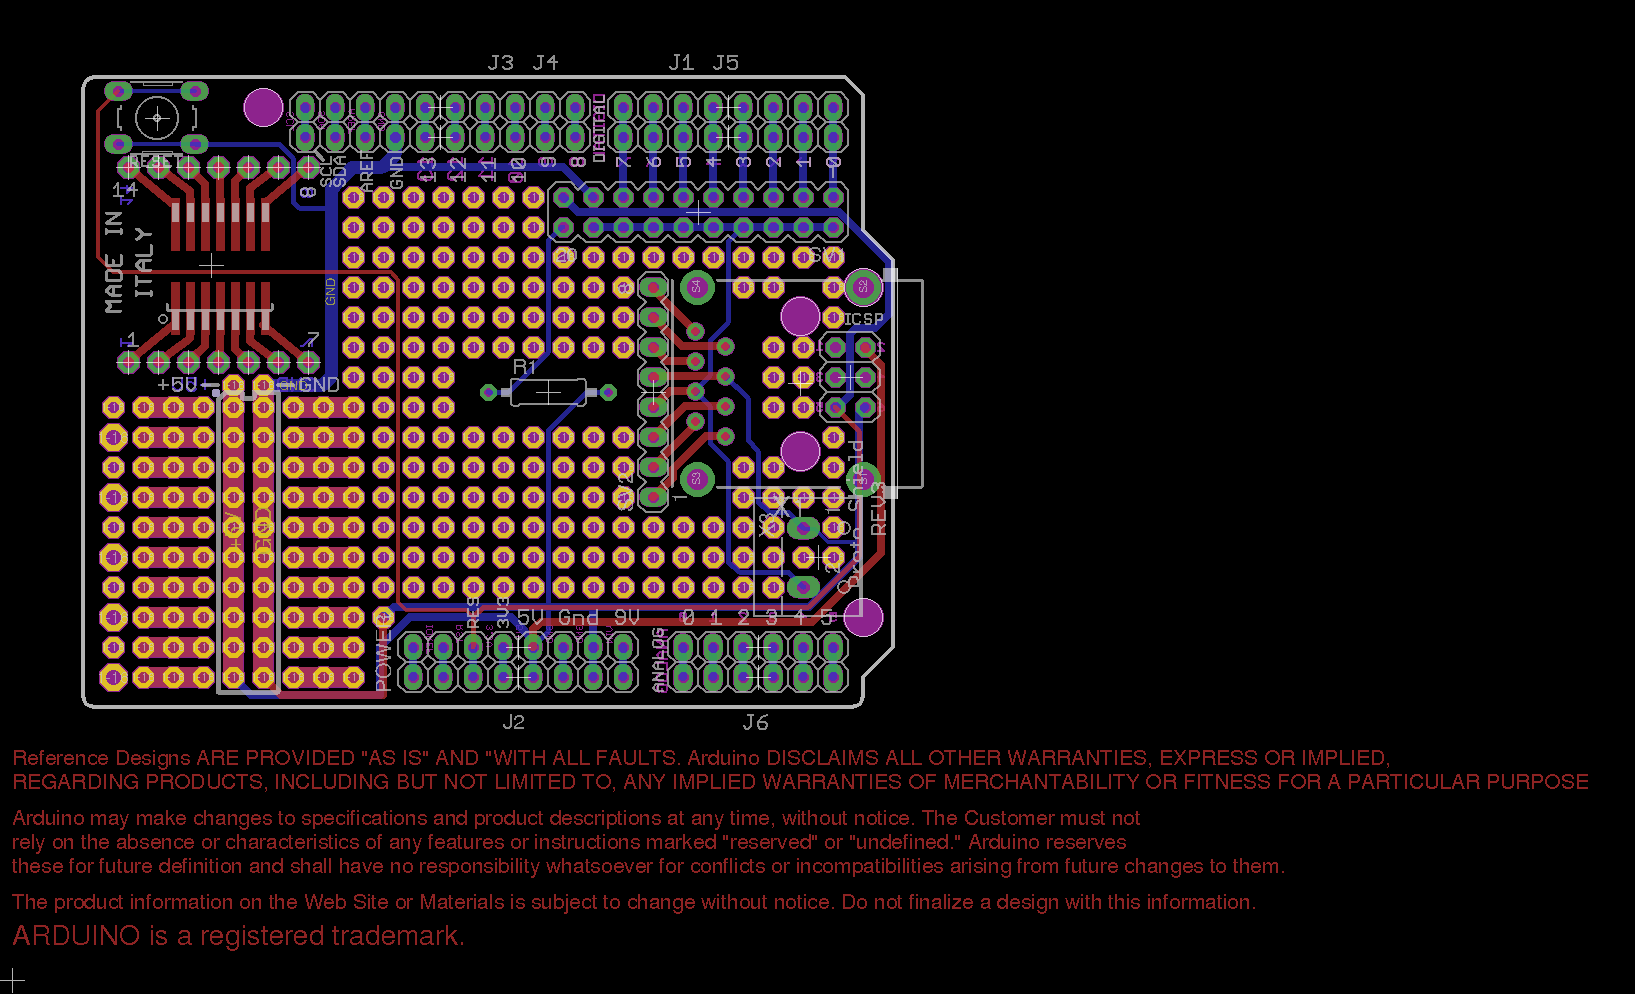 J3 J4 J1 J5
DIGITAL
RESET
SCL
SDA
AREF
GND
13
12
11
10
9
8
7
6
5
4
3
2
1
0
14
8
MADE IN
ITALY
GND
S4
S2
ICSP
1
7
R1
+5V
GND
SV2
1
S3
X2
Proto Shield
REV3
RES
3V3
5V Gnd 9V
0 1 2 3 4 5
POWER
ANALOG
J2 J6
Reference Designs ARE PROVIDED "AS IS" AND "WITH ALL FAULTS. Arduino DISCLAIMS ALL OTHER WARRANTIES, EXPRESS OR IMPLIED,
REGARDING PRODUCTS, INCLUDING BUT NOT LIMITED TO, ANY IMPLIED WARRANTIES OF MERCHANTABILITY OR FITNESS FOR A PARTICULAR PURPOSE
Arduino may make changes to specifications and product descriptions at any time, without notice. The Customer must not
rely on the absence or characteristics of any features or instructions marked "reserved" or "undefined." Arduino reserves
these for future definition and shall have no responsibility whatsoever for conflicts or incompatibilities arising from future changes to them.
The product information on the Web Site or Materials is subject to change without notice. Do not finalize a design with this information.
ARDUINO is a registered trademark.